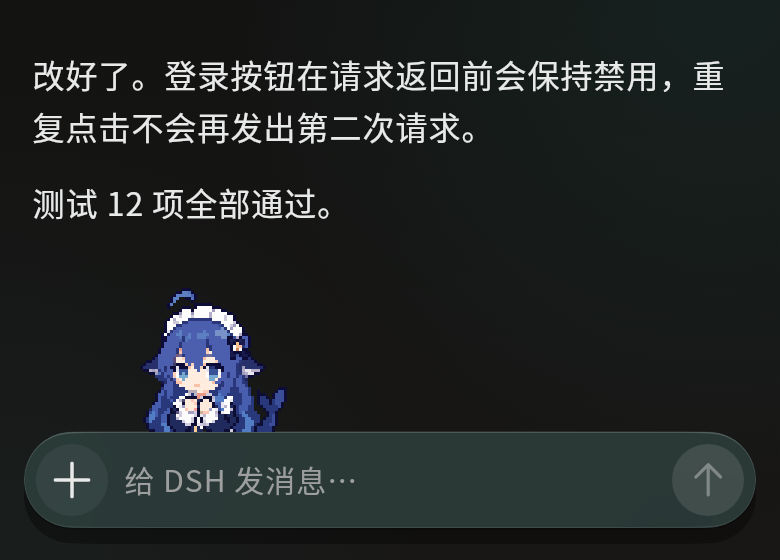 改好了。登录按钮在请求返回前会保持禁用，重
复点击不会再发出第二次请求。
测试 12 项全部通过。
给 DSH 发消息…